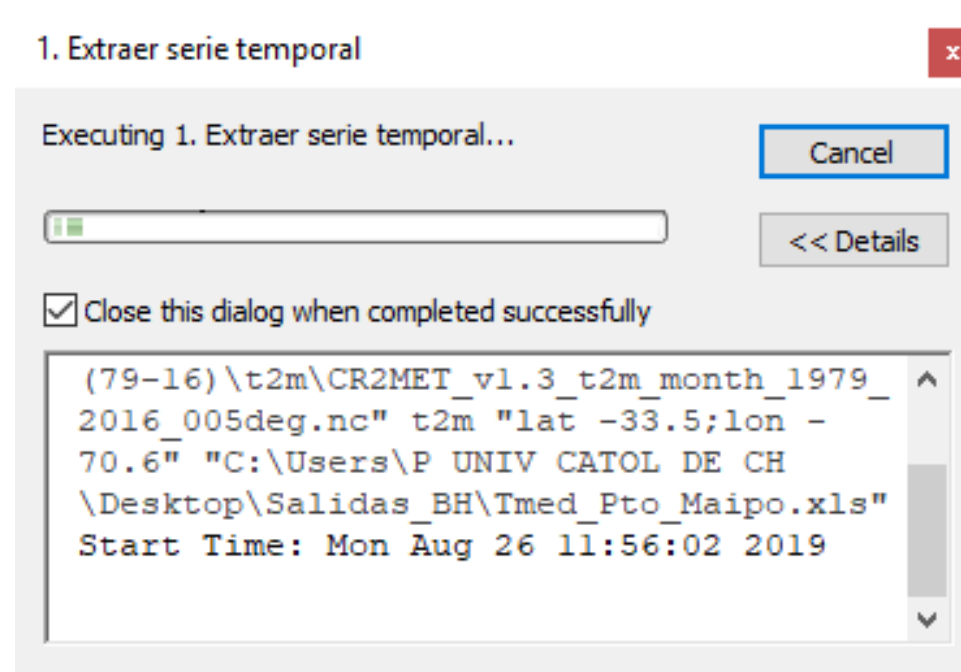 1. Extraer serie temporal
x
Executing 1. Extraer serie temporal...
Cancel
<< Details
Close this dialog when completed successfully
(79-16)\t2m\CR2MET_v1.3_t2m_month_1979_
2016_005deg.nc" t2m "lat -33.5;lon -
70.6" "C:\Users\P UNIV CATOL DE CH
\Desktop\Salidas_BH\Tmed_Pto_Maipo.xls"
Start Time: Mon Aug 26 11:56:02 2019